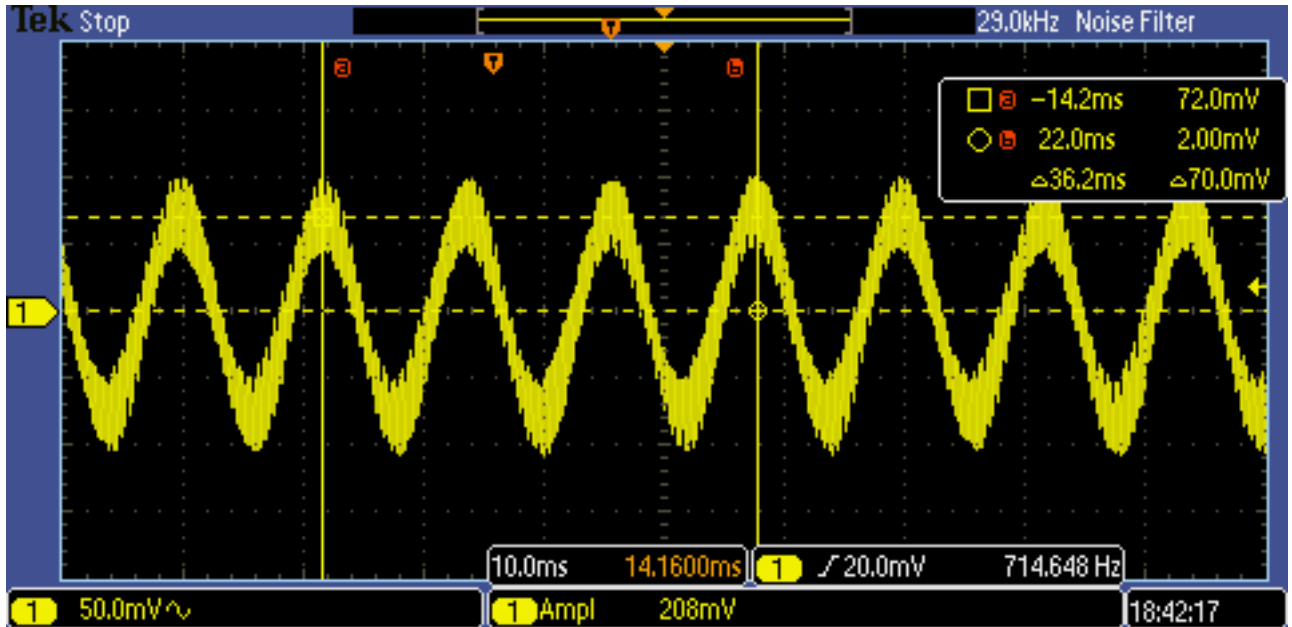 Tek Stop 29.0kHz Noise Filter
T
a T b
a −14.2ms 72.0mV
b 22.0ms 2.00mV
△36.2ms △70.0mV
1
10.0ms 14.1600ms 1 20.0mV 714.648 Hz
1 50.0mV 1 Ampl 208mV 18:42:17